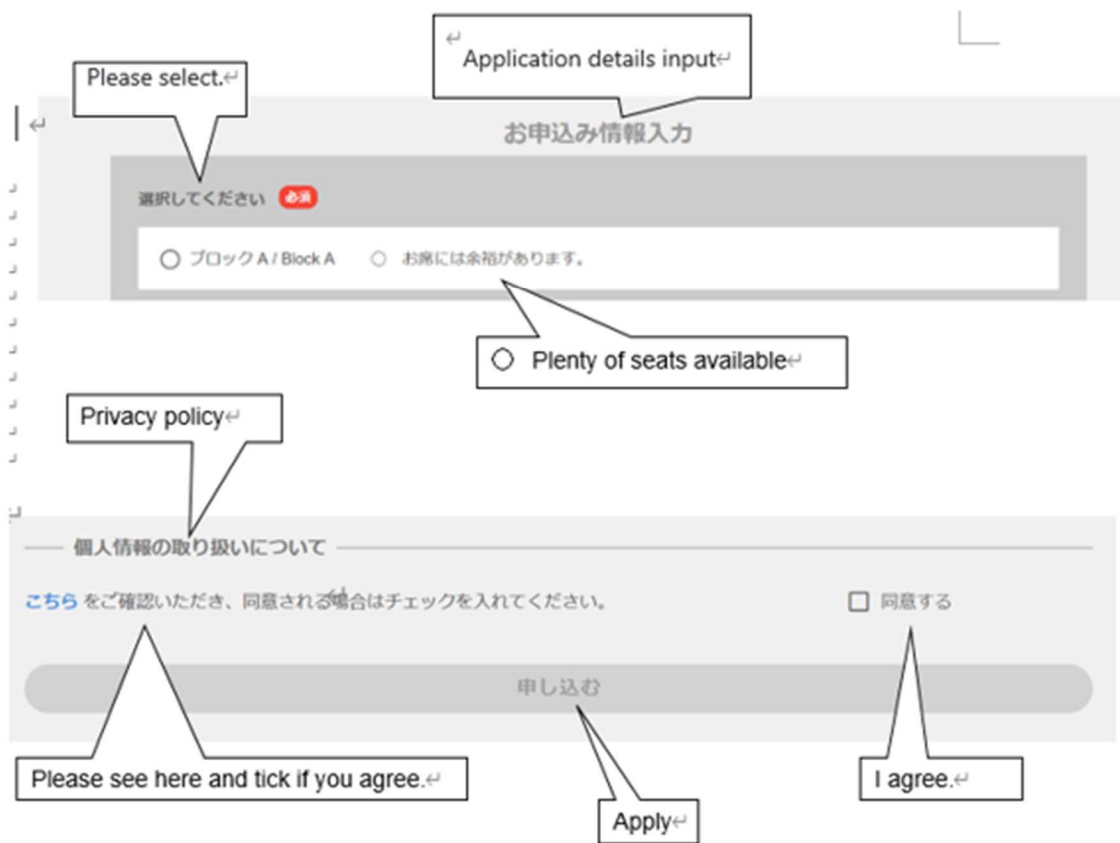 Application details input
Please select.
お申込み情報入力
選択してください 必須
ブロック A / Block A ○ お席には余裕があります。
○ Plenty of seats available
Privacy policy
個人情報の取り扱いについて
こちら をご確認いただき、同意される場合はチェックを入れてください。 同意する
申し込む
Please see here and tick if you agree.
I agree.
Apply